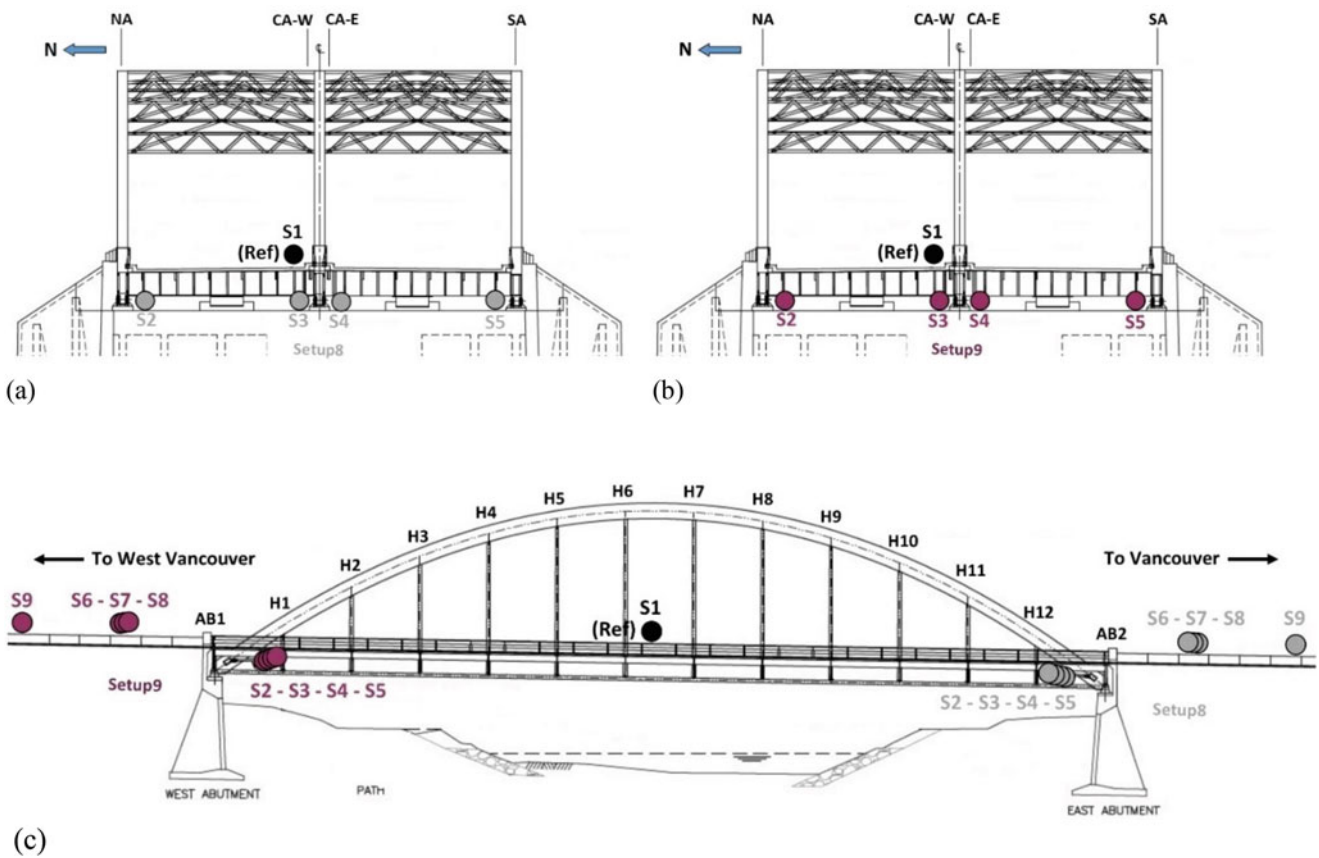 NA CA-W CA-E SA
N ℄
S1
(Ref)
S2 S3 S4 S5
Setup8
(a)
NA CA-W CA-E SA
N ℄
S1
(Ref)
S2 S3 S4 S5
Setup9
(b)
H6 H7
H5 H8
H4 H9
H3 H10
To West Vancouver To Vancouver
H2 H11
S9 S6 - S7 - S8 AB1 H1 S1 H12 AB2 S6 - S7 - S8 S9
(Ref)
Setup9 S2 - S3 - S4 - S5 S2 - S3 - S4 - S5 Setup8
WEST ABUTMENT PATH EAST ABUTMENT
(c)